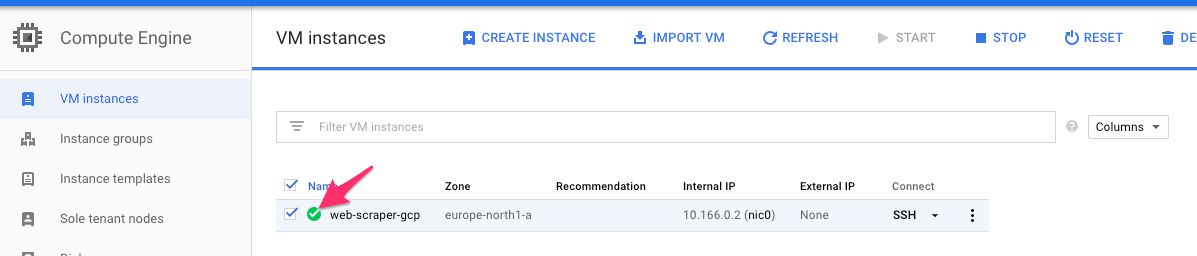 Compute Engine
VM instances
CREATE INSTANCE
IMPORT VM
REFRESH
START
STOP
RESET
VM instances
Instance groups
Instance templates
Sole tenant nodes
Filter VM instances
Columns
Zone
Recommendation
Internal IP
External IP
Connect
web-scraper-gcp
europe-north1-a
10.166.0.2 (nic0)
None
SSH